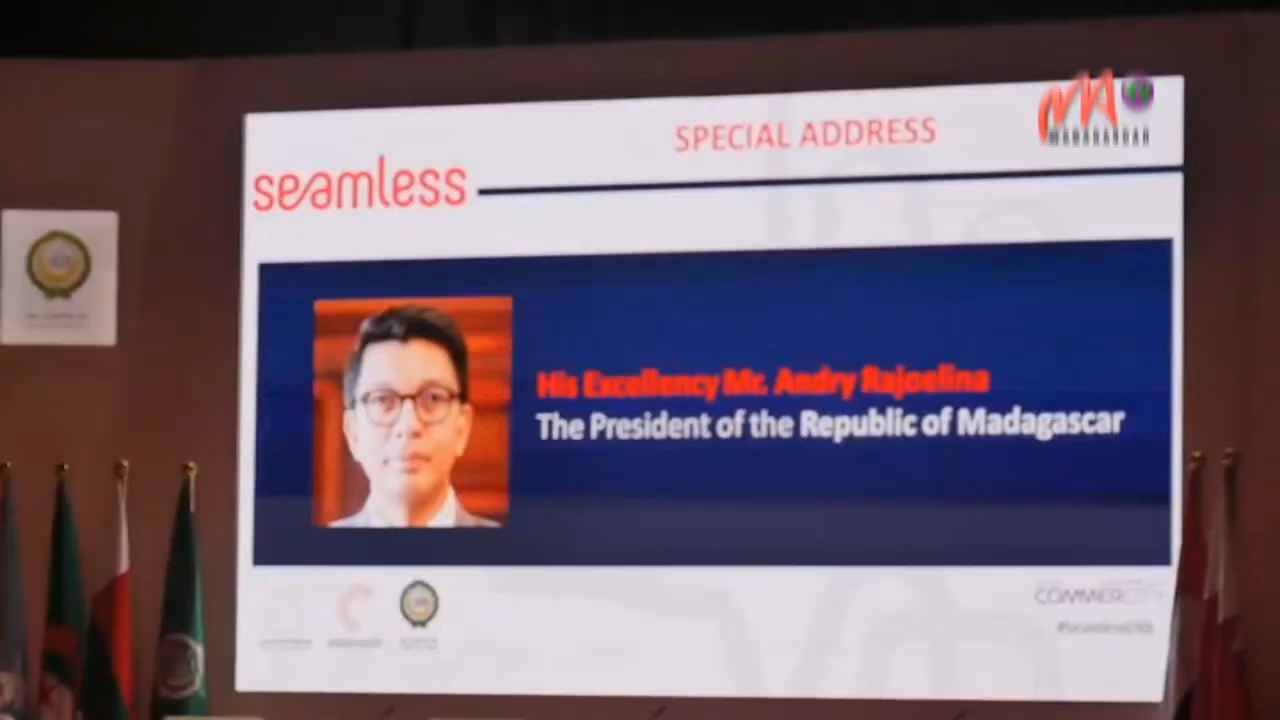 SPECIAL ADDRESS
seamless
His Excellency Mr. Andry Rajoelina
The President of the Republic of Madagascar